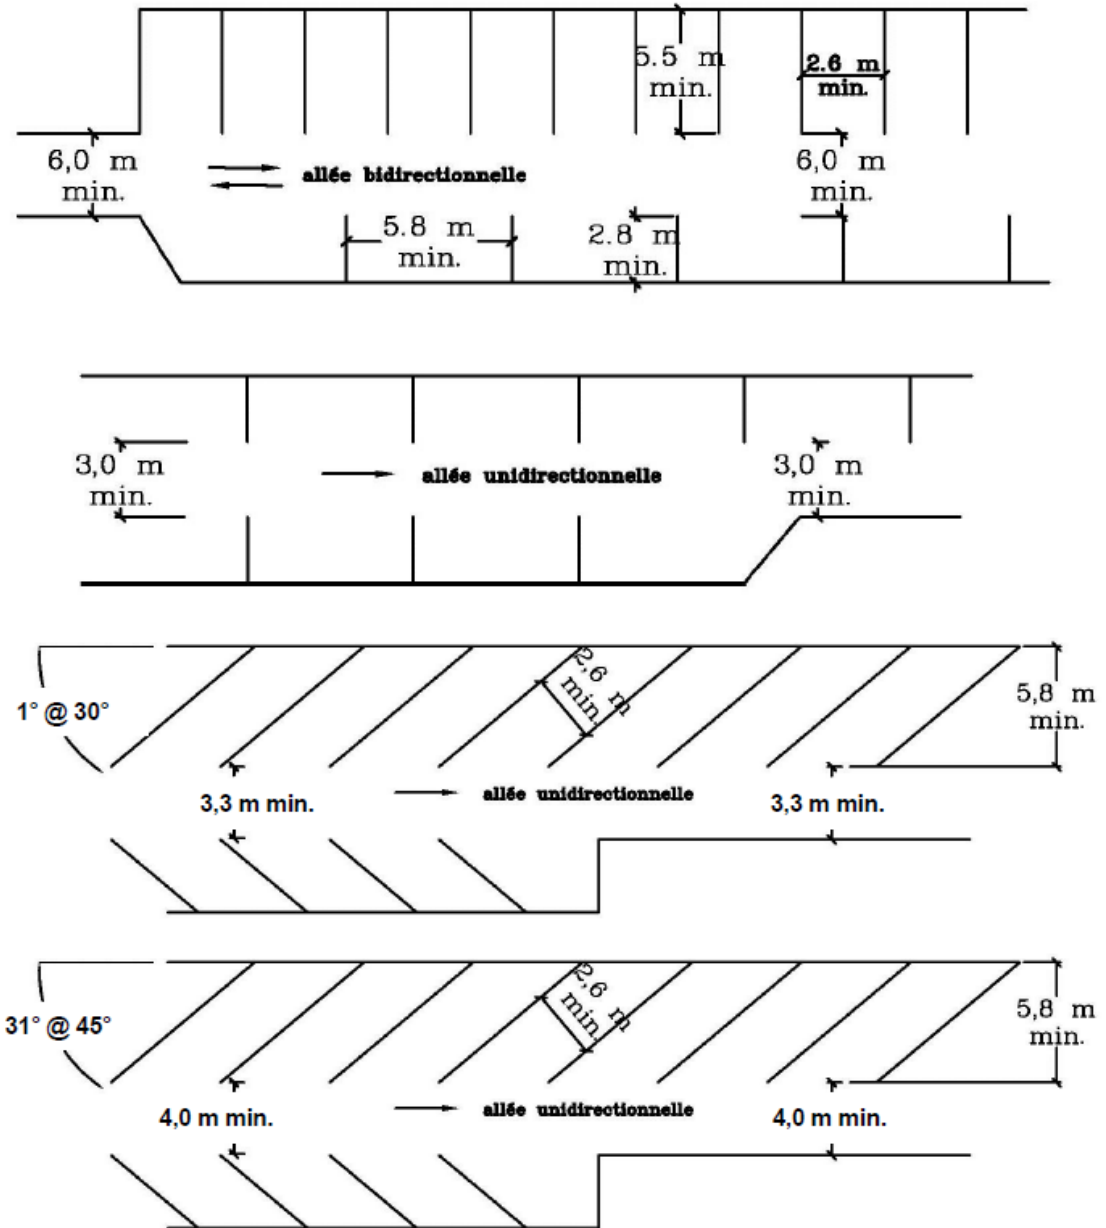 5.5 m
min.
2.6 m
min.
6,0 m
min.
allée bidirectionnelle
6,0 m
min.
5.8 m
min.
2.8 m
min.
3,0 m
min.
allée unidirectionnelle
3,0 m
min.
1° @ 30°
2,6 m
min.
5,8 m
min.
3,3 m min.
allée unidirectionnelle
3,3 m min.
31° @ 45°
2,6 m
min.
5,8 m
min.
4,0 m min.
allée unidirectionnelle
4,0 m min.